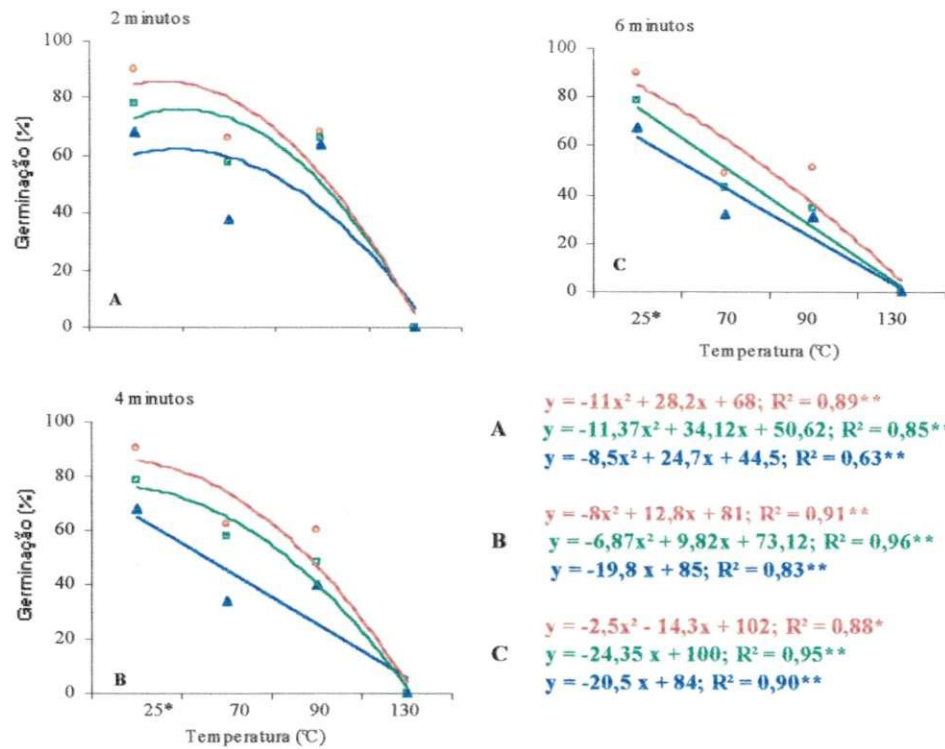 2 minutos
100
80
60
40
20
0
Germinação (%)
A
6 minutos
100
80
60
40
20
0
C
25* 70 90 130
Temperatura (°C)
4 minutos
100
80
60
40
20
0
Germinação (%)
B
25* 70 90 130
Temperatura (°C)
y = -11x² + 28,2x + 68; R² = 0,89**
A y = -11,37x² + 34,12x + 50,62; R² = 0,85*
y = -8,5x² + 24,7x + 44,5; R² = 0,63**
y = -8x² + 12,8x + 81; R² = 0,91**
B y = -6,87x² + 9,82x + 73,12; R² = 0,96**
y = -19,8 x + 85; R² = 0,83**
y = -2,5x² - 14,3x + 102; R² = 0,88*
C y = -24,35 x + 100; R² = 0,95**
y = -20,5 x + 84; R² = 0,90**